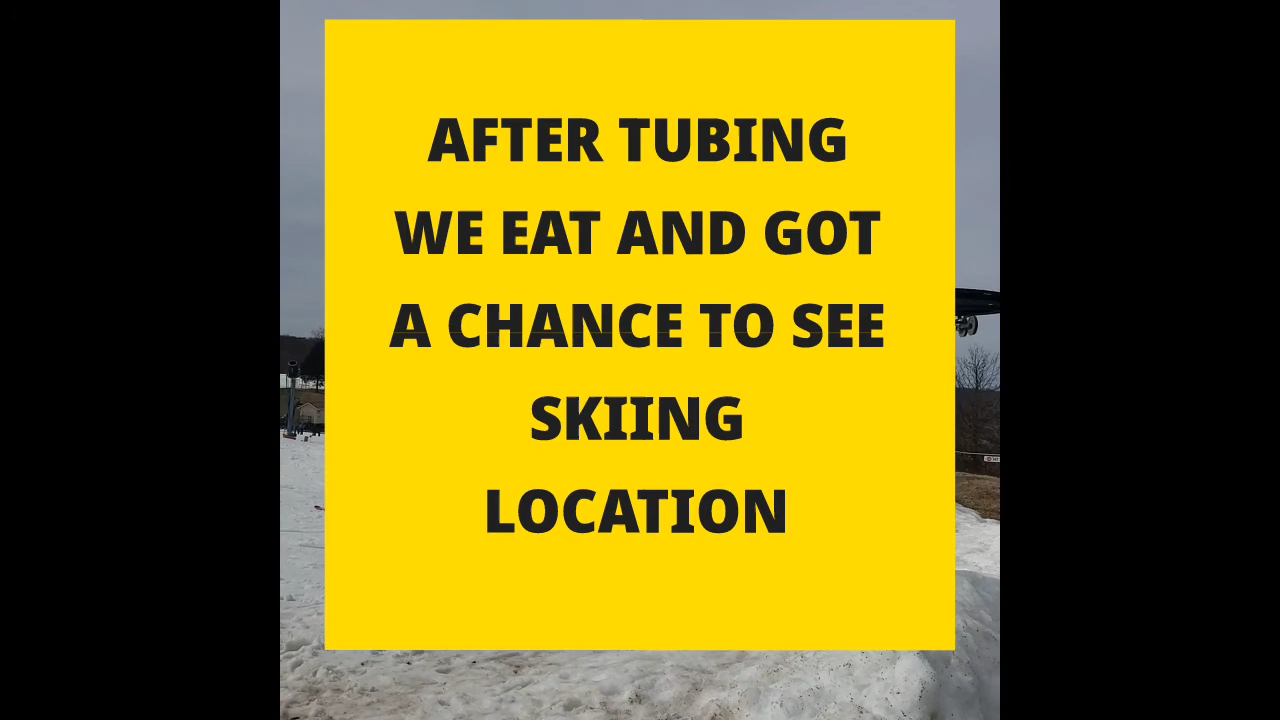 AFTER TUBING
WE EAT AND GOT
A CHANCE TO SEE
SKIING
LOCATION